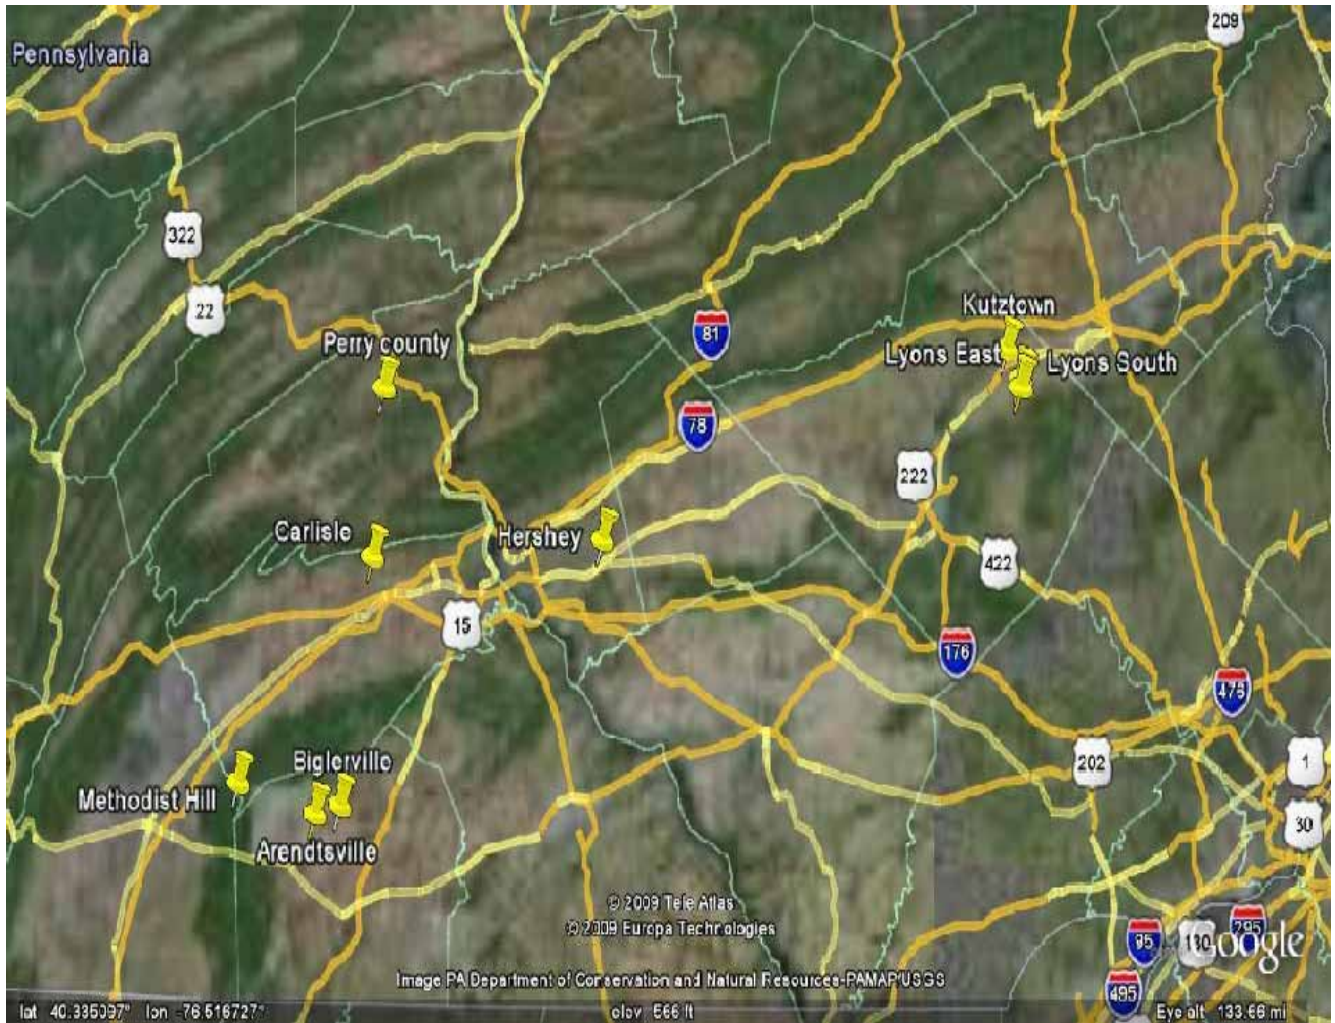 209
Pennsylvania
322
22
Kutztown
Perry county
81
Lyons East
Lyons South
78
222
Carlisle
Hershey
422
15
176
476
Biglerville
202
1
Methodist Hill
30
Arendtsville
© 2009 Tele Atlas
© 2009 Europa Technologies
95
130
295
Google
Image PA Department of Conservation and Natural Resources-PAMAP/USGS
495
lat 40.335097° lon -76.516727°
elev 566 ft
Eye alt 133.66 mi